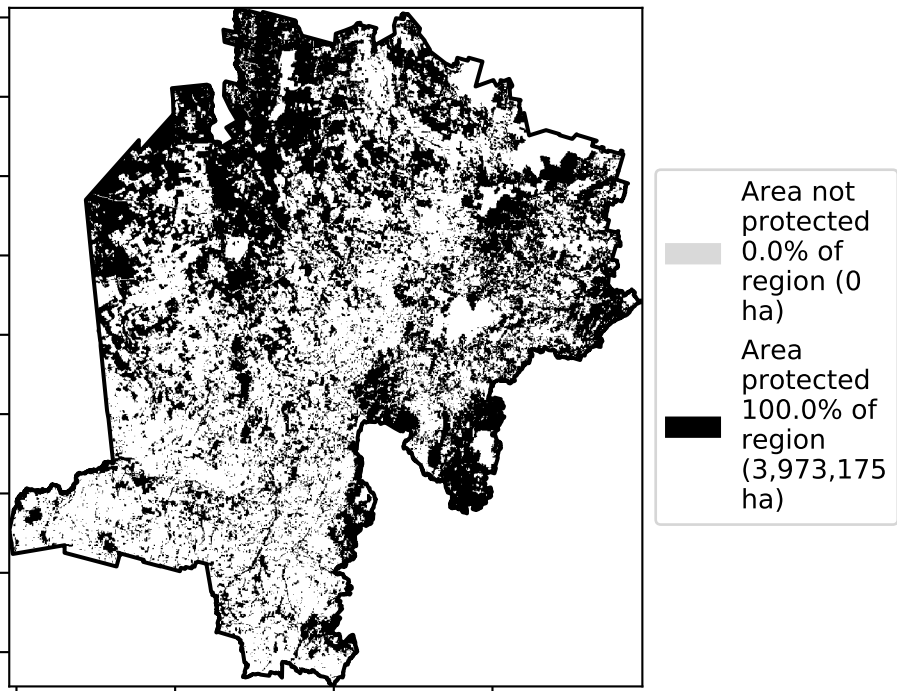 Area not
protected
0.0% of
region (0
ha)
Area
protected
100.0% of
region
(3,973,175
ha)